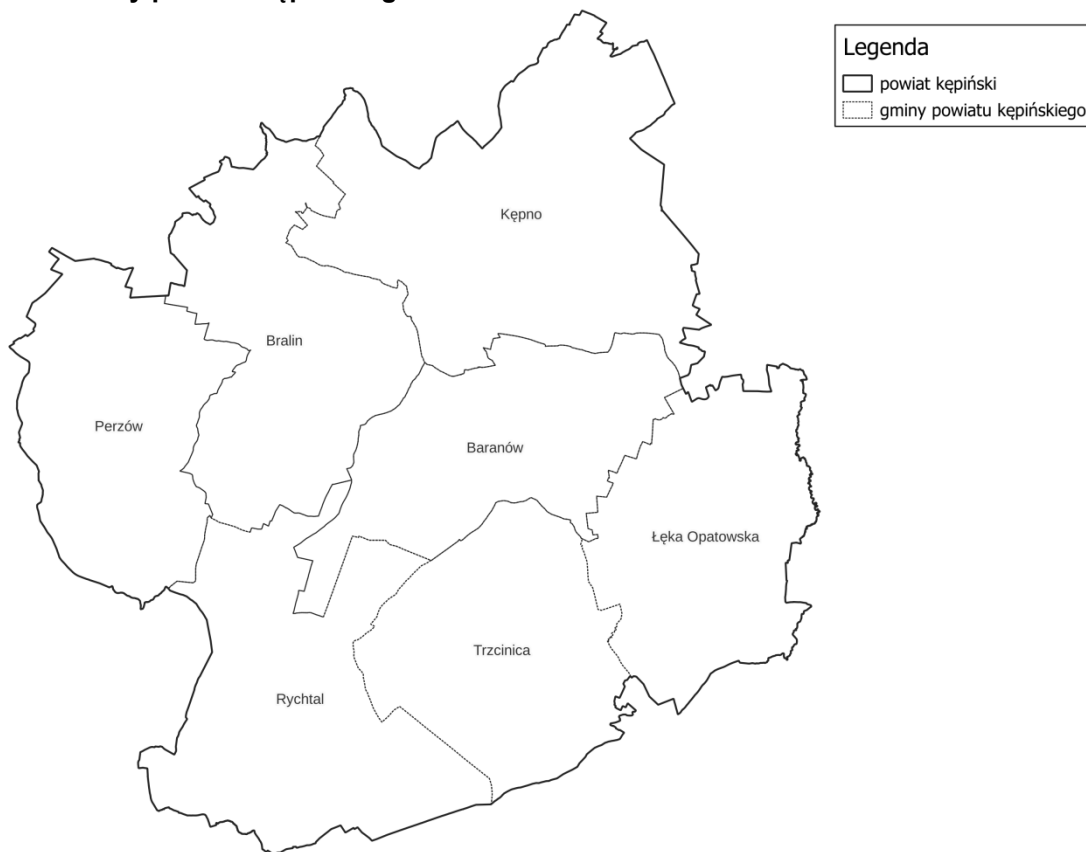 Legenda
powiat kępiński
gminy powiatu kępińskiego
Kępno
Bralin
Perzów
Baranów
Łęka Opatowska
Trzcinica
Rychtal